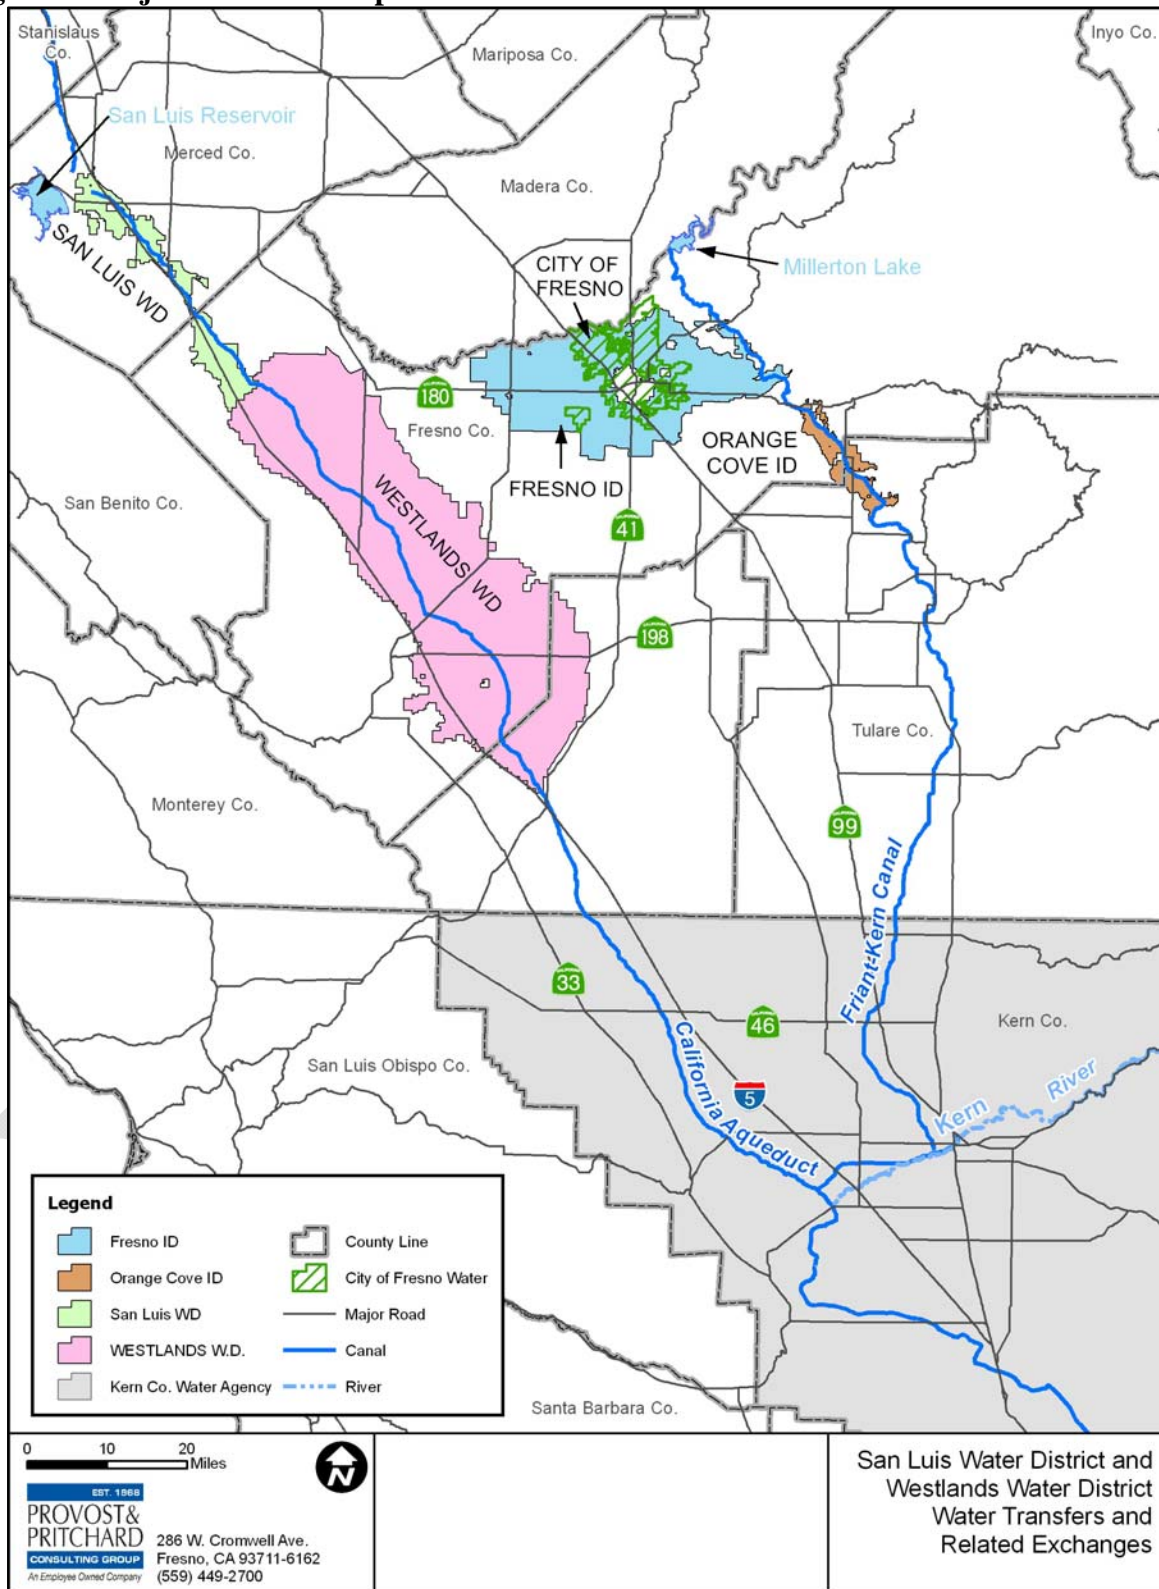 Stanislaus
Co.
Mariposa Co.
Inyo Co.
San Luis Reservoir
Merced Co.
Madera Co.
SAN LUIS WD
CITY OF
FRESNO
Millerton Lake
CALIFORNIA
180
Fresno Co.
ORANGE
COVE ID
FRESNO ID
San Benito Co.
WESTLANDS WD
CALIFORNIA
41
CALIFORNIA
198
Tulare Co.
Monterey Co.
CALIFORNIA
99
Friant-Kern Canal
CALIFORNIA
33
CALIFORNIA
46
Kern Co.
San Luis Obispo Co.
California Aqueduct
5
Kern River
Legend
Fresno ID
County Line
Orange Cove ID
City of Fresno Water
San Luis WD
Major Road
WESTLANDS W.D.
Canal
Kern Co. Water Agency
River
Santa Barbara Co.
0 10 20
Miles
N
EST. 1968
PROVOST&
PRITCHARD
CONSULTING GROUP
An Employee Owned Company
286 W. Cromwell Ave.
Fresno, CA 93711-6162
(559) 449-2700
San Luis Water District and
Westlands Water District
Water Transfers and
Related Exchanges